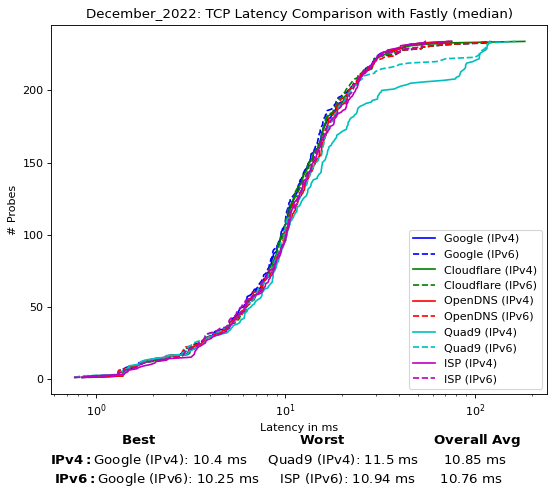 December_2022: TCP Latency Comparison with Fastly (median)
# Probes
200
150
100
50
0
10⁰
10¹
10²
Latency in ms
Google (IPv4)
Google (IPv6)
Cloudflare (IPv4)
Cloudflare (IPv6)
OpenDNS (IPv4)
OpenDNS (IPv6)
Quad9 (IPv4)
Quad9 (IPv6)
ISP (IPv4)
ISP (IPv6)
Best Worst Overall Avg
IPv4: Google (IPv4): 10.4 ms Quad9 (IPv4): 11.5 ms 10.85 ms
IPv6: Google (IPv6): 10.25 ms ISP (IPv6): 10.94 ms 10.76 ms